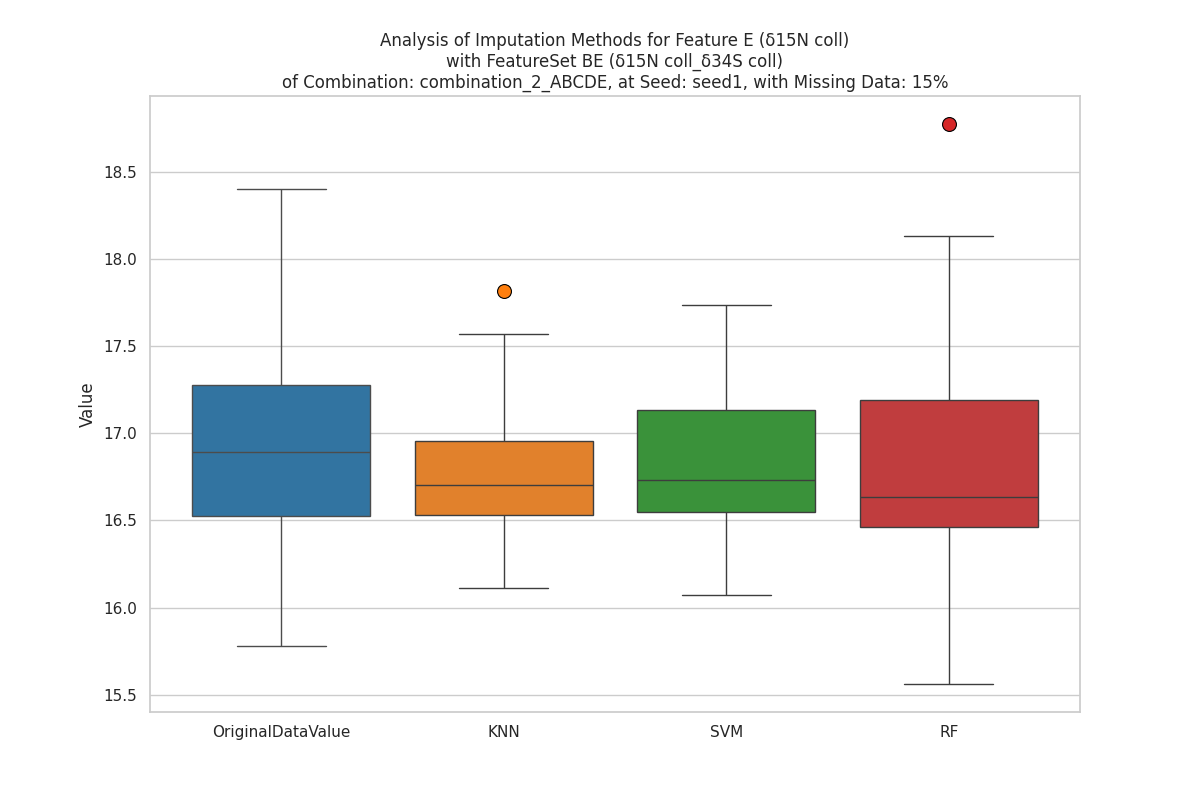 Analysis of Imputation Methods for Feature E (δ15N coll)
with FeatureSet BE (δ15N coll_δ34S coll)
of Combination: combination_2_ABCDE, at Seed: seed1, with Missing Data: 15%
18.5
18.0
17.5
17.0
16.5
16.0
15.5
Value
OriginalDataValue
KNN
SVM
RF